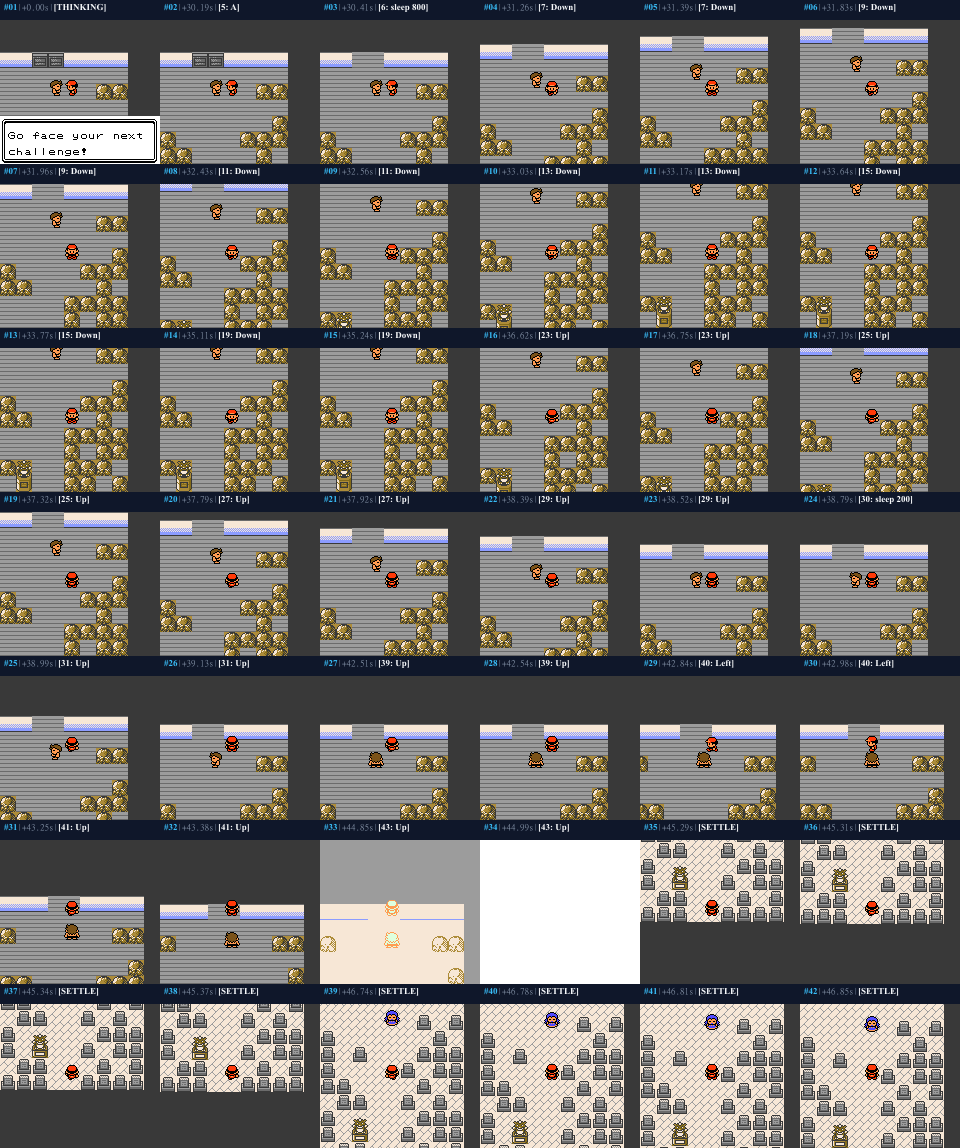 #01|+0.00s|[THINKING]
#02|+30.19s|[5: A]
#03|+30.41s|[6: sleep 800]
#04|+31.26s|[7: Down]
#05|+31.39s|[7: Down]
#06|+31.83s|[9: Down]
Go face your next
challenge!
#07|+31.96s|[9: Down]
#08|+32.43s|[11: Down]
#09|+32.56s|[11: Down]
#10|+33.03s|[13: Down]
#11|+33.17s|[13: Down]
#12|+33.64s|[15: Down]
#13|+33.77s|[15: Down]
#14|+35.11s|[19: Down]
#15|+35.24s|[19: Down]
#16|+36.62s|[23: Up]
#17|+36.75s|[23: Up]
#18|+37.19s|[25: Up]
#19|+37.32s|[25: Up]
#20|+37.79s|[27: Up]
#21|+37.92s|[27: Up]
#22|+38.39s|[29: Up]
#23|+38.52s|[29: Up]
#24|+38.79s|[30: sleep 200]
#25|+38.99s|[31: Up]
#26|+39.13s|[31: Up]
#27|+42.51s|[39: Up]
#28|+42.54s|[39: Up]
#29|+42.84s|[40: Left]
#30|+42.98s|[40: Left]
#31|+43.25s|[41: Up]
#32|+43.38s|[41: Up]
#33|+44.85s|[43: Up]
#34|+44.99s|[43: Up]
#35|+45.29s|[SETTLE]
#36|+45.31s|[SETTLE]
#37|+45.34s|[SETTLE]
#38|+45.37s|[SETTLE]
#39|+46.74s|[SETTLE]
#40|+46.78s|[SETTLE]
#41|+46.81s|[SETTLE]
#42|+46.85s|[SETTLE]